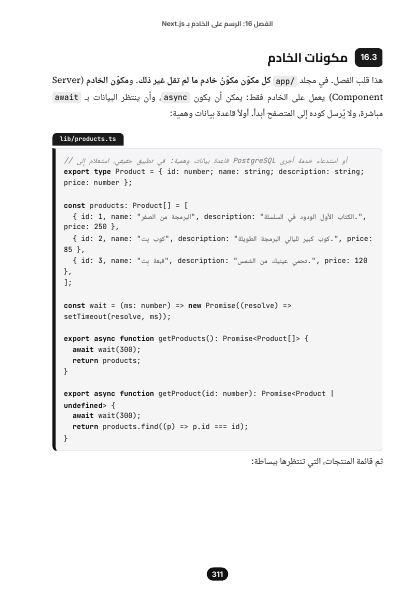 الفصل 16: الرسم على الخادم بـ Next.js
16.3 مكونات الخادم
هذا قلب الفصل. في مجلد app/ كل مكوّن مكوّنُ خادم ما لم تقل غير ذلك. ومكوّن الخادم (Server
Component) يعمل على الخادم فقط: يمكن أن يكون async، وأن ينتظر البيانات بـ await
مباشرة، ولا يُرسل كوده إلى المتصفح أبداً. أولاً قاعدة بيانات وهمية:
lib/products.ts
// قاعدة بيانات وهمية؛ في تطبيق حقيقي، استعلام إلى PostgreSQL أو استدعاء خدمة أخرى
export type Product = { id: number; name: string; description: string;
price: number };
const products: Product[] = [
{ id: 1, name: "البرمجة من الصفر", description: "الكتاب الأول الودود في السلسلة.",
price: 250 },
{ id: 2, name: "كوب بت", description: "كوب كبير لليالي البرمجة الطويلة.", price:
85 },
{ id: 3, name: "قبعة بت", description: "تحمي عينيك من الشمس.", price: 120
},
];
const wait = (ms: number) => new Promise((resolve) =>
setTimeout(resolve, ms));
export async function getProducts(): Promise<Product[]> {
await wait(300);
return products;
}
export async function getProduct(id: number): Promise<Product |
undefined> {
await wait(300);
return products.find((p) => p.id === id);
}
ثم قائمة المنتجات، التي تنتظرها ببساطة:
311